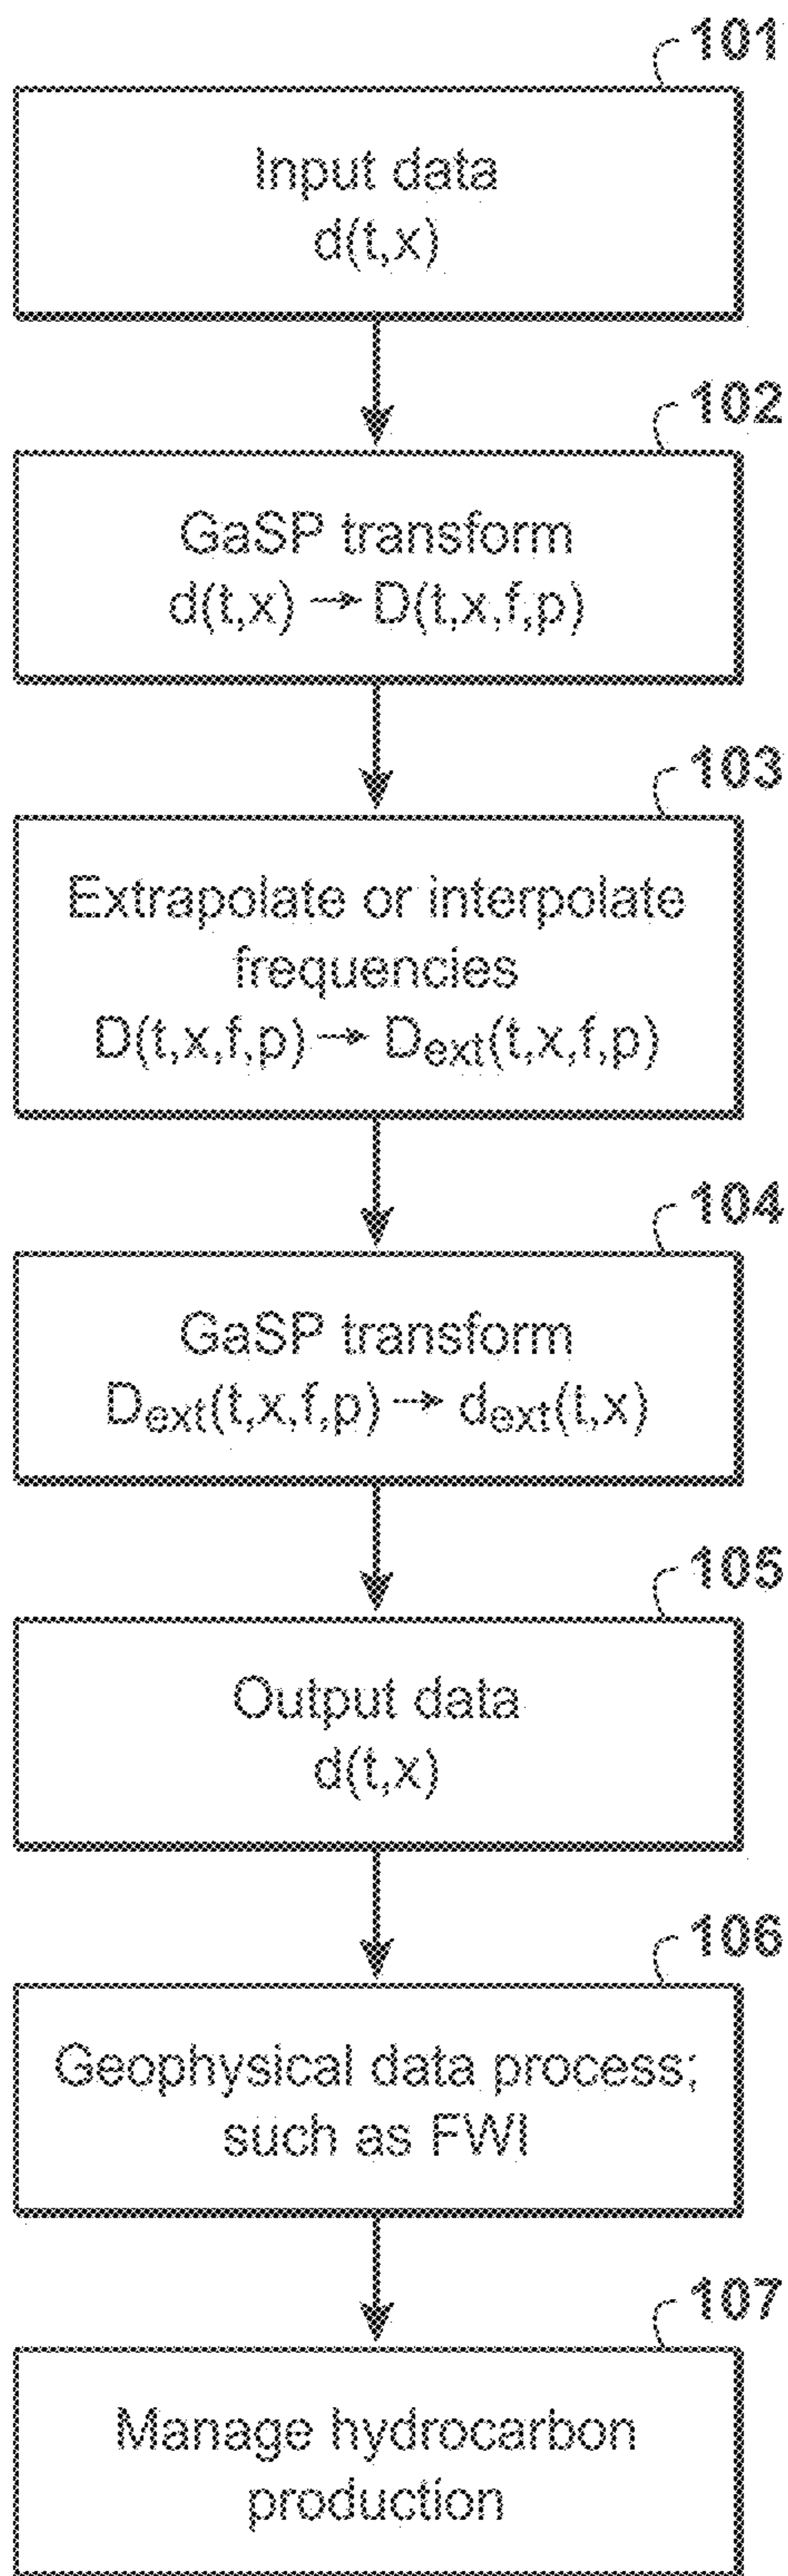 101
Input data
d(t,x)
102
GaSP transform
d(t,x) → D(t,x,f,p)
103
Extrapolate or interpolate
frequencies
D(t,x,f,p) → Dext(t,x,f,p)
104
GaSP transform
Dext(t,x,f,p) → dext(t,x)
105
Output data
d(t,x)
106
Geophysical data process;
such as FWI
107
Manage hydrocarbon
production